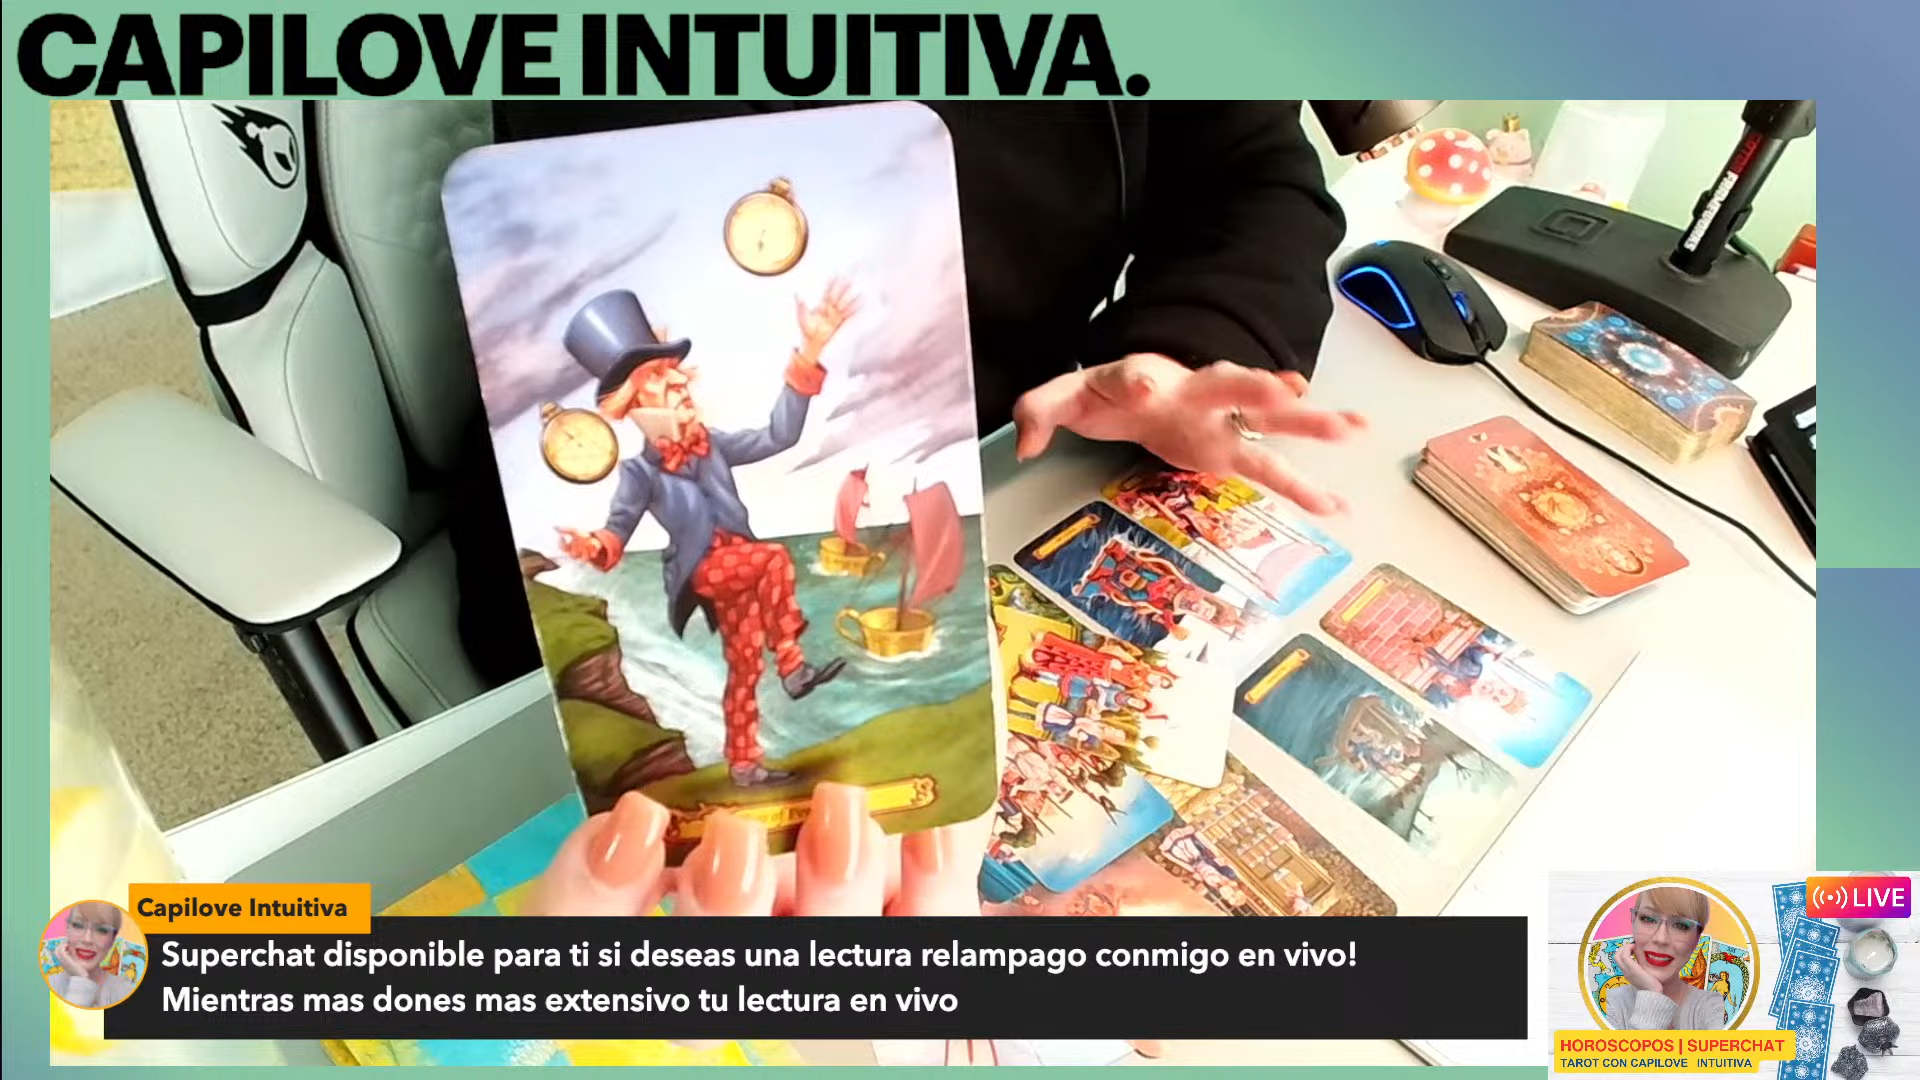 CAPILOVE INTUITIVA.
Capilove Intuitiva
Superchat disponible para ti si deseas una lectura relampago conmigo en vivo!
Mientras mas dones mas extensivo tu lectura en vivo
LIVE
HOROSCOPOS | SUPERCHAT
TAROT CON CAPILOVE INTUITIVA